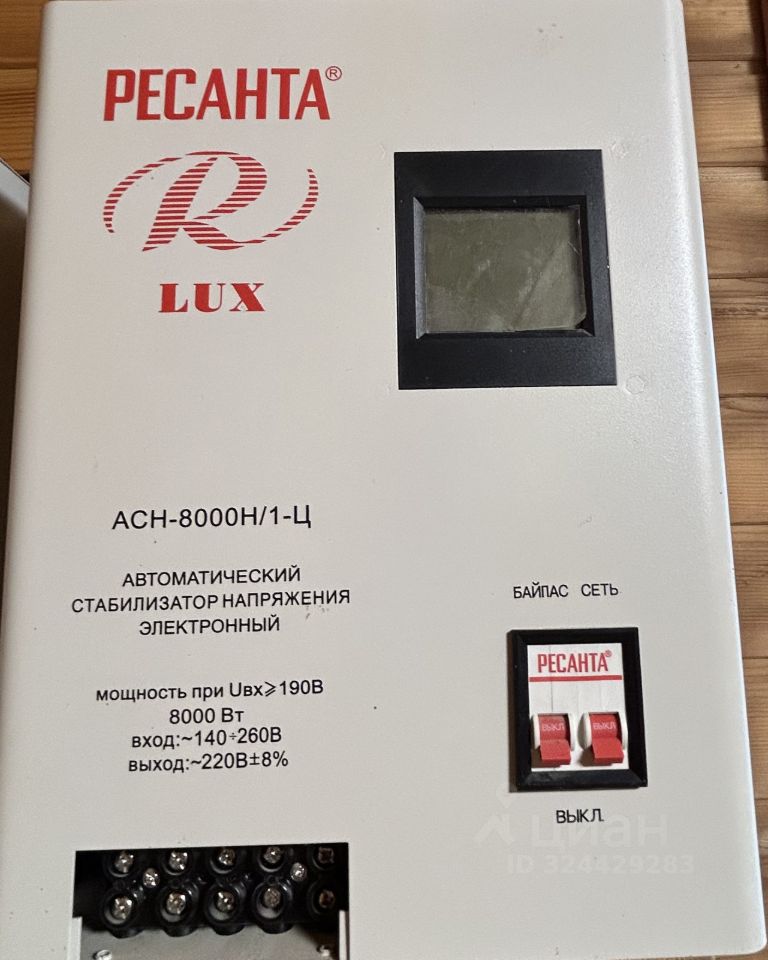 РЕСАНТА®
R
LUX
АСН-8000Н/1-Ц
АВТОМАТИЧЕСКИЙ
СТАБИЛИЗАТОР НАПРЯЖЕНИЯ
ЭЛЕКТРОННЫЙ
мощность при Uвх⩾190В
8000 Вт
вход:~140÷260В
выход:~220В±8%
БАЙПАС СЕТЬ
РЕСАНТА®
ВЫКЛ ВЫКЛ
ВЫКЛ.
циан
ID 324429283